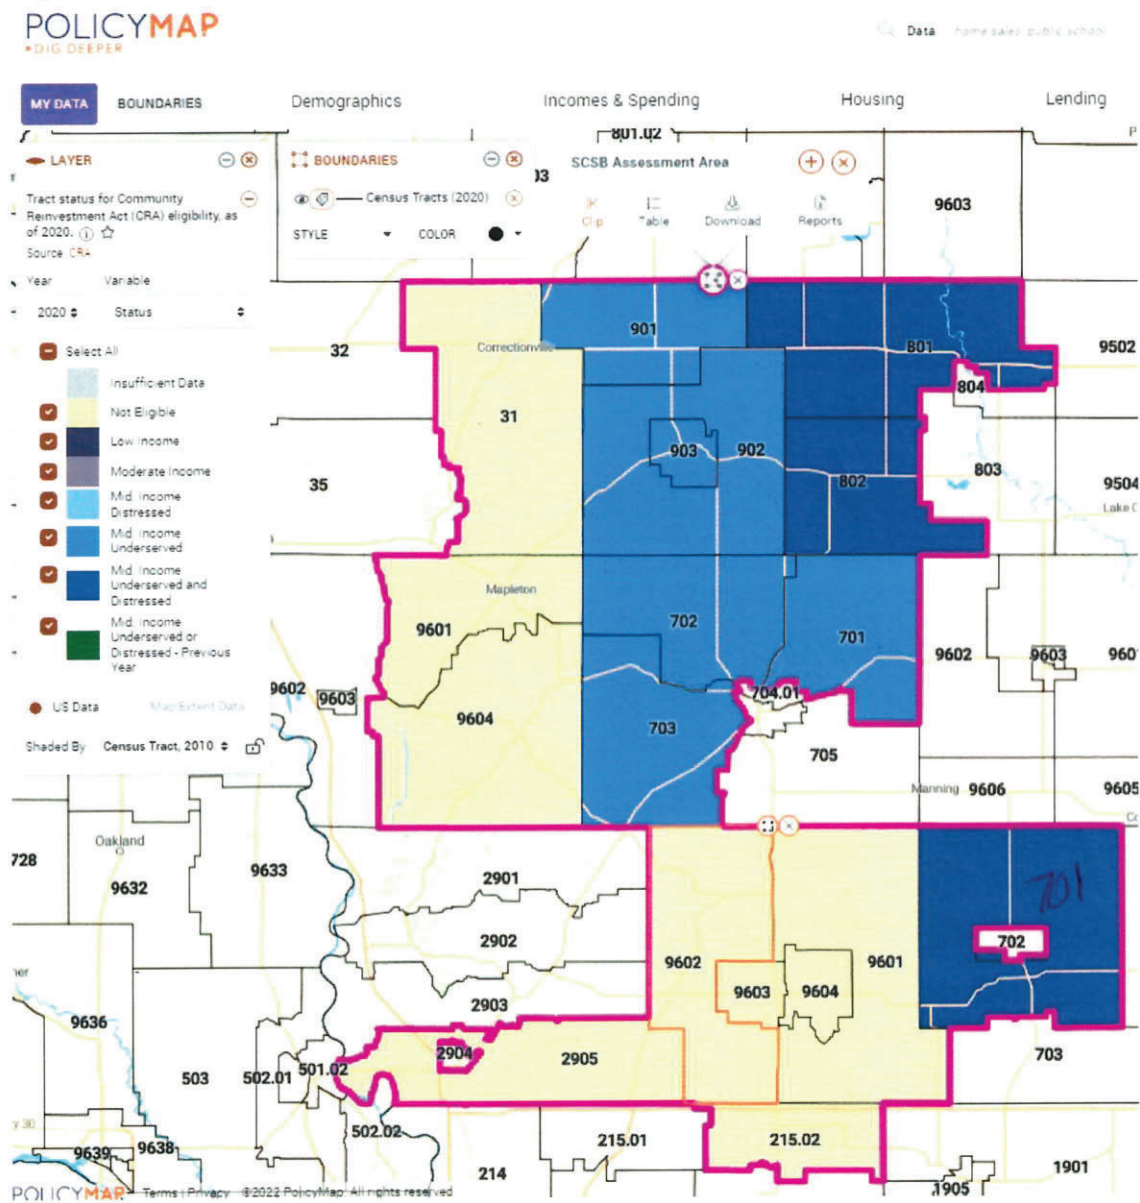 POLICYMAP
DIG DEEPER
Data home sales, public school
MY DATA BOUNDARIES Demographics Incomes & Spending Housing Lending
LAYER
Tract status for Community
Reinvestment Act (CRA) eligibility, as
of 2020.
Source: CRA
Year Variable
2020 Status
Select All
Insufficient Data
Not Eligible
Low Income
Moderate Income
Mid. Income
Distressed
Mid. Income
Underserved
Mid. Income
Underserved and
Distressed
Mid. Income
Underserved or
Distressed - Previous
Year
US Data Map Extent Data
Shaded By Census Tract, 2010
BOUNDARIES
Census Tracts (2020)
STYLE COLOR
SCSB Assessment Area
Clip Table Download Reports
801.02
03
9603
32
901
Correctionville
801
9502
804
31
903
902
35
802
803
9504
Lake C
Mapleton
9601
702
701
9602
9603
960
9602
9603
704.01
9604
703
705
Manning
9606
9605
Oakland
728
9632
9633
2901
701
2902
702
9602
9601
9603
9604
2903
9636
2904
2905
703
503
502.01
501.02
502.02
215.01
215.02
y 30
9639
9638
214
1901
1905
POLICYMAP Terms | Privacy ©2022 PolicyMap. All rights reserved